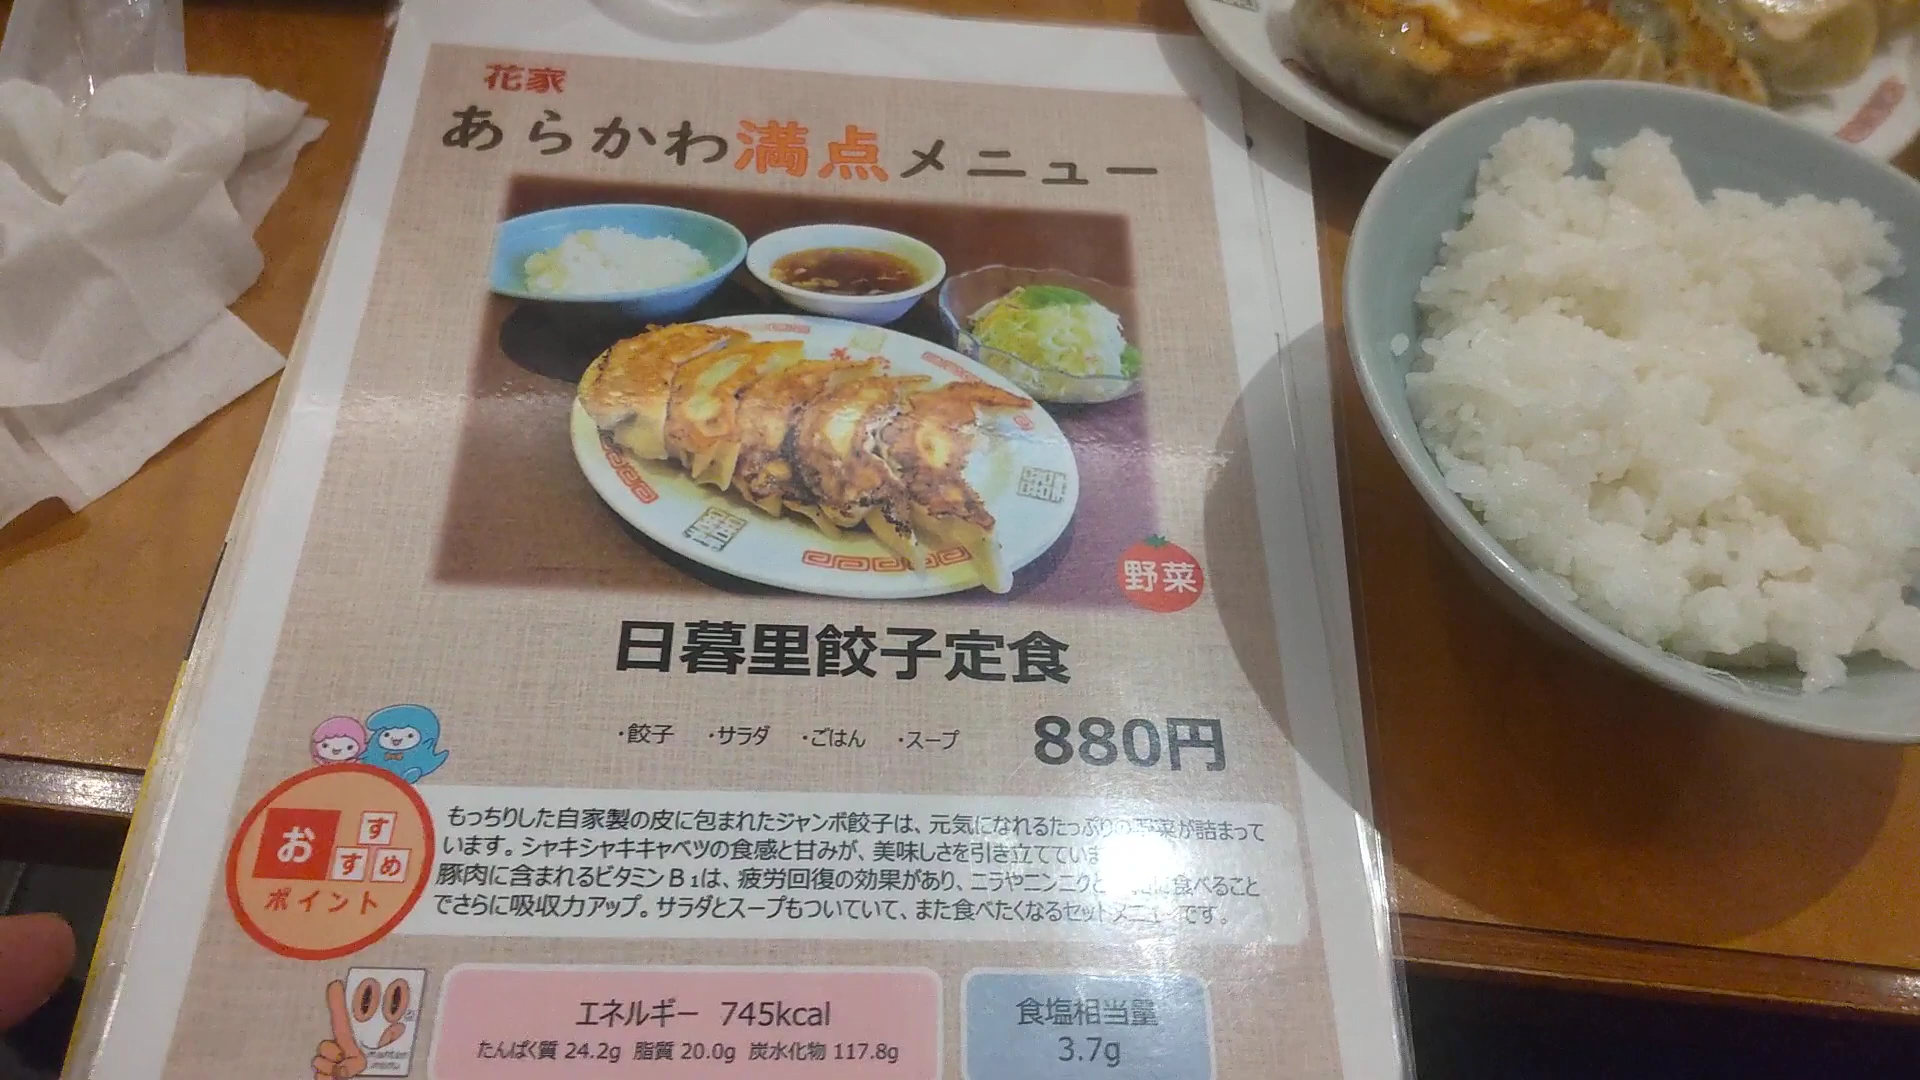 花家
あらかわ満点メニュー
野菜
日暮里餃子定食
・餃子 ・サラダ ・ごはん ・スープ 880円
おすすめ
ポイント
もっちりした自家製の皮に包まれたジャンボ餃子は、元気になれるたっぷりの野菜が詰まって
います。シャキシャキキャベツの食感と甘みが、美味しさを引き立てていま
豚肉に含まれるビタミンB₁は、疲労回復の効果があり、ニラやニンニクと に食べること
でさらに吸収力アップ。サラダとスープもついていて、また食べたくなるセットメニューです。
エネルギー 745kcal
たんぱく質 24.2g 脂質 20.0g 炭水化物 117.8g
食塩相当量
3.7g
manten
menu